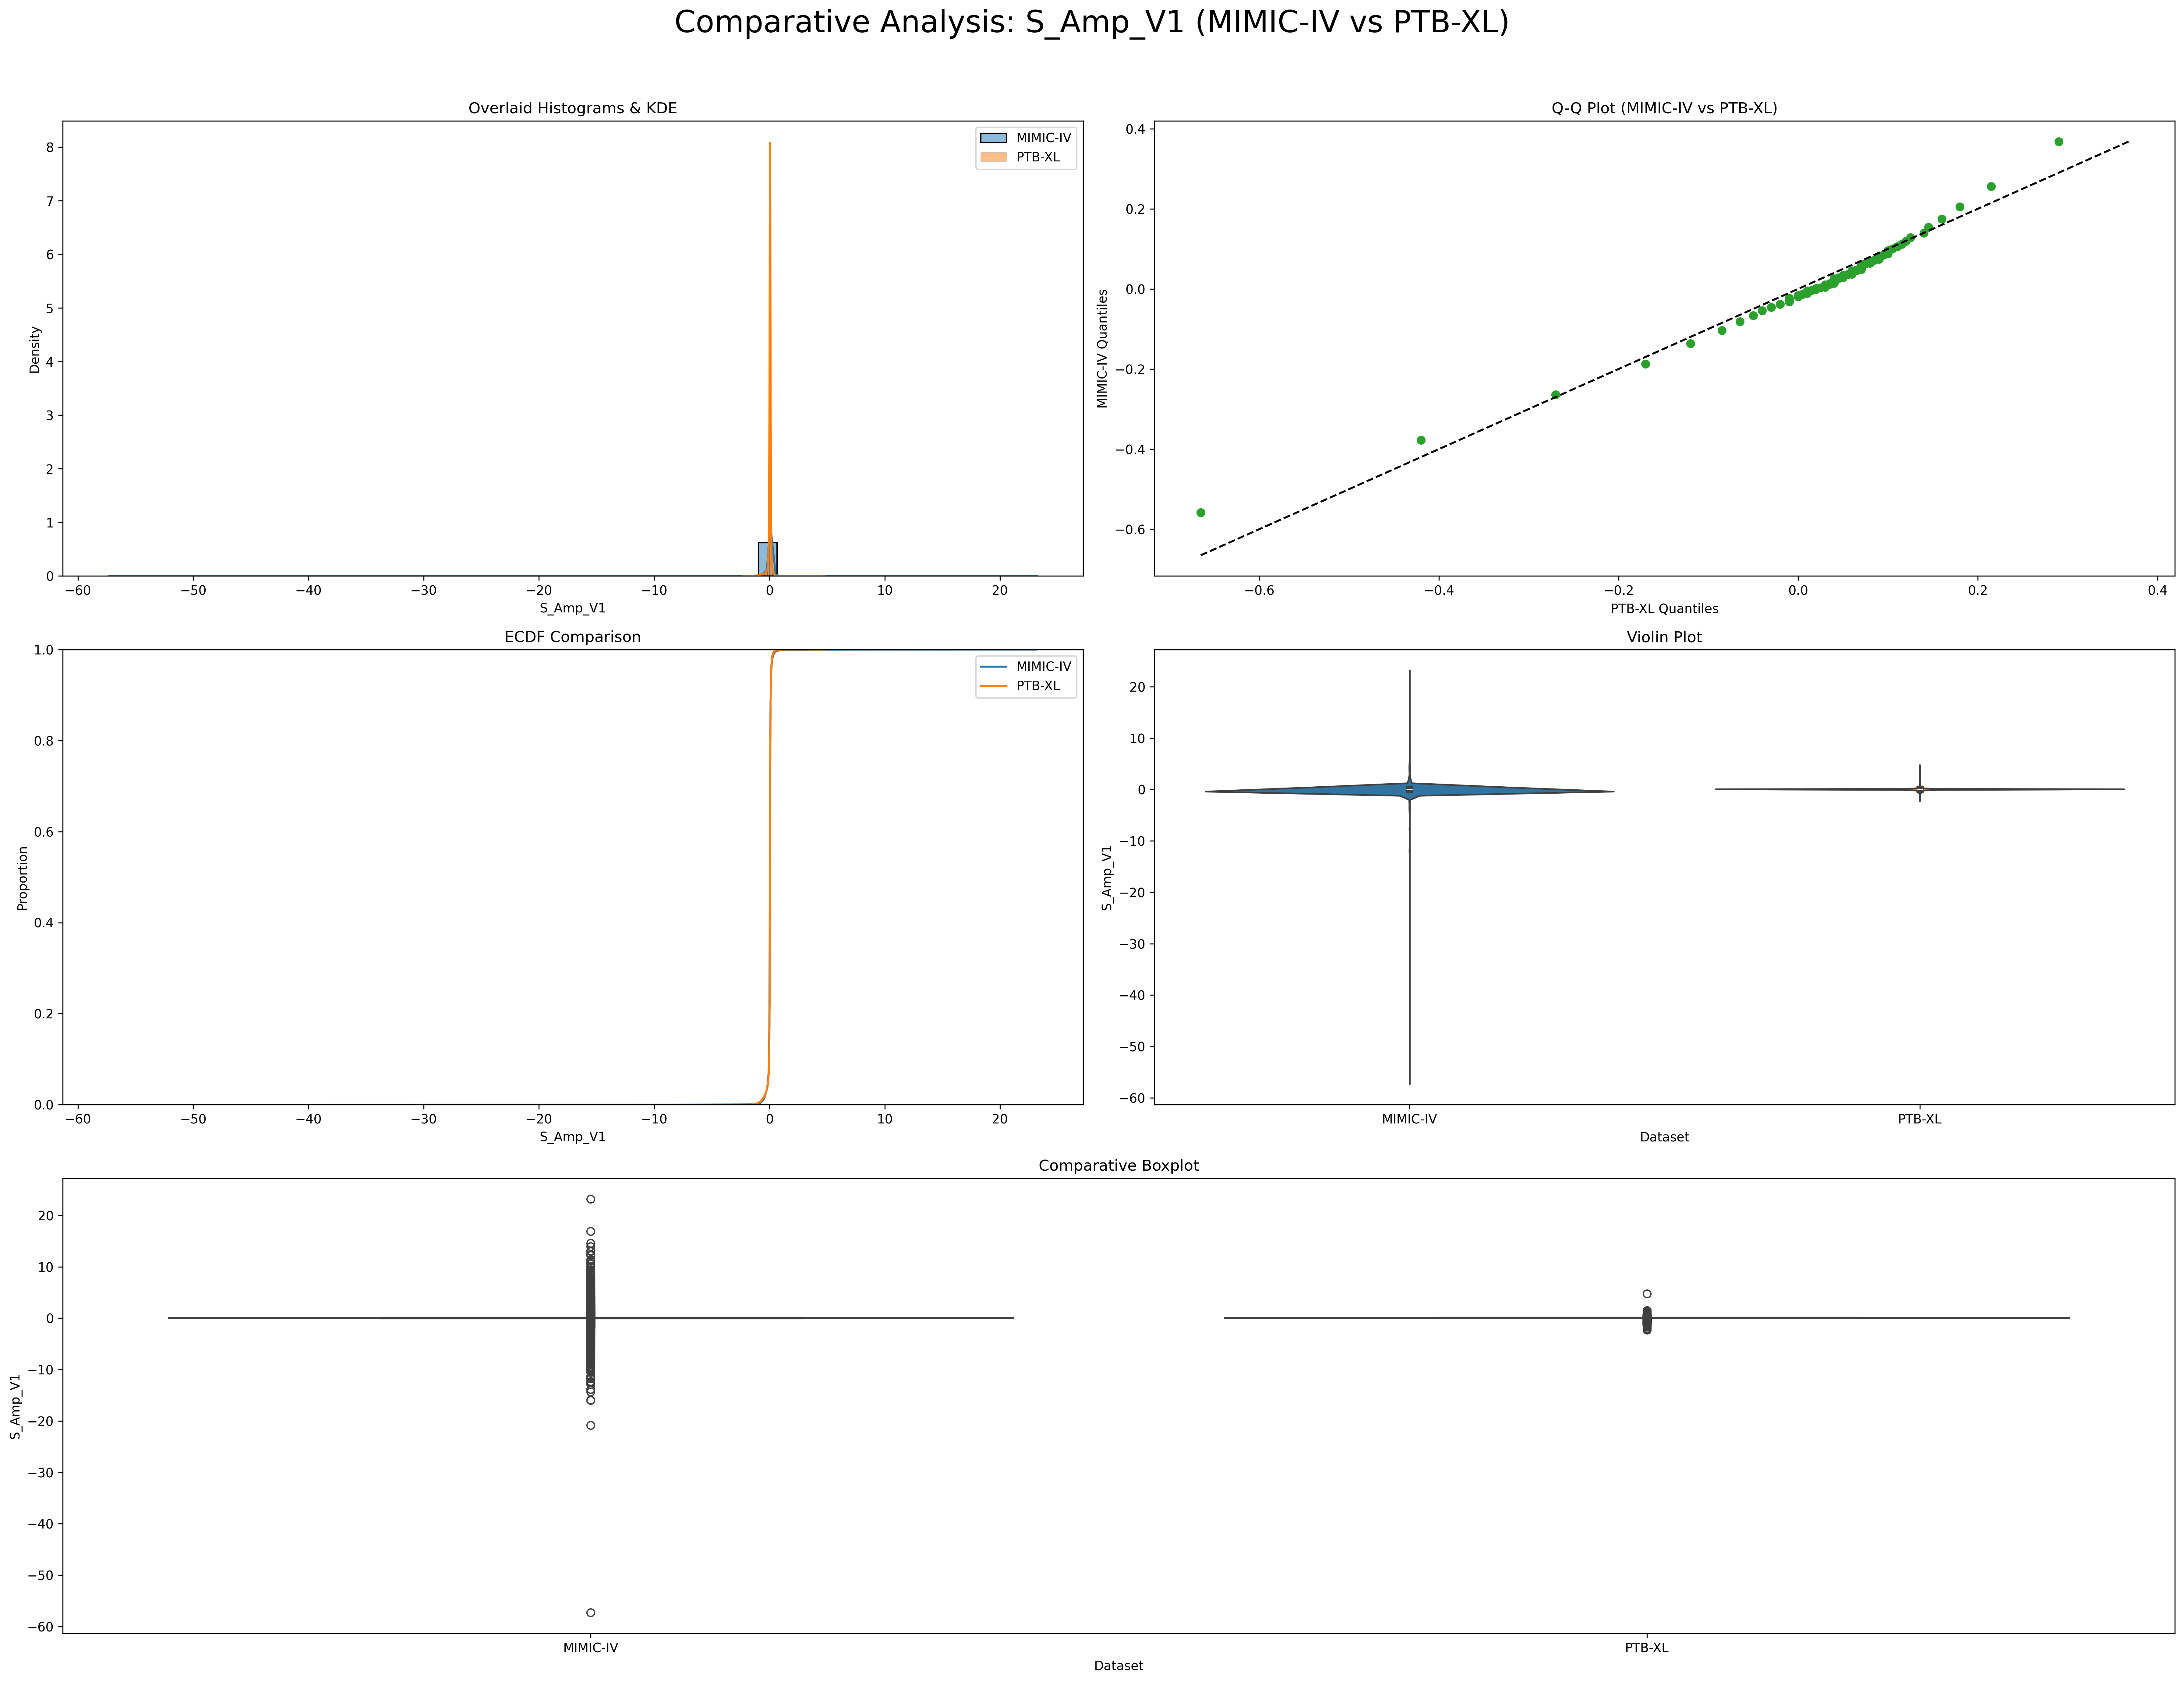 Comparative Analysis: S_Amp_V1 (MIMIC-IV vs PTB-XL)
Overlaid Histograms & KDE
MIMIC-IV
PTB-XL
8
7
6
5
4
3
2
1
0
Density
−60 −50 −40 −30 −20 −10 0 10 20
S_Amp_V1
Q-Q Plot (MIMIC-IV vs PTB-XL)
0.4
0.2
0.0
−0.2
−0.4
−0.6
MIMIC-IV Quantiles
−0.6 −0.4 −0.2 0.0 0.2 0.4
PTB-XL Quantiles
ECDF Comparison
MIMIC-IV
PTB-XL
1.0
0.8
0.6
0.4
0.2
0.0
Proportion
−60 −50 −40 −30 −20 −10 0 10 20
S_Amp_V1
Violin Plot
20
10
0
−10
−20
−30
−40
−50
−60
S_Amp_V1
MIMIC-IV PTB-XL
Dataset
Comparative Boxplot
20
10
0
−10
−20
−30
−40
−50
−60
S_Amp_V1
MIMIC-IV PTB-XL
Dataset